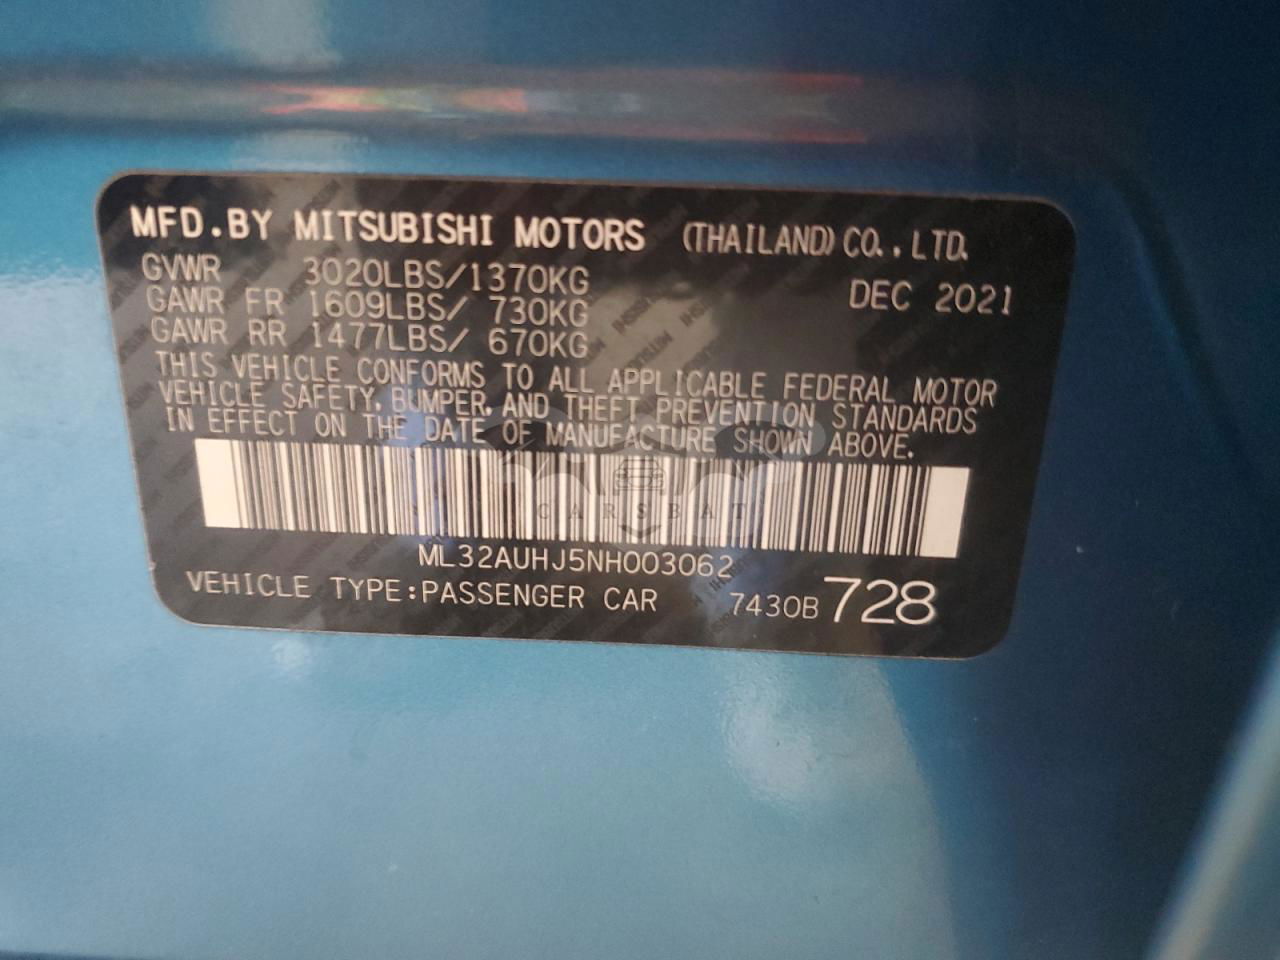 MFD.BY MITSUBISHI MOTORS (THAILAND) CO.,LTD.
GVWR 3020LBS/1370KG DEC 2021
GAWR FR 1609LBS/ 730KG
GAWR RR 1477LBS/ 670KG
THIS VEHICLE CONFORMS TO ALL APPLICABLE FEDERAL MOTOR
VEHICLE SAFETY, BUMPER, AND THEFT PREVENTION STANDARDS
IN EFFECT ON THE DATE OF MANUFACTURE SHOWN ABOVE.
CARSBAT
ML32AUHJ5NH003062
VEHICLE TYPE:PASSENGER CAR 7430B 728